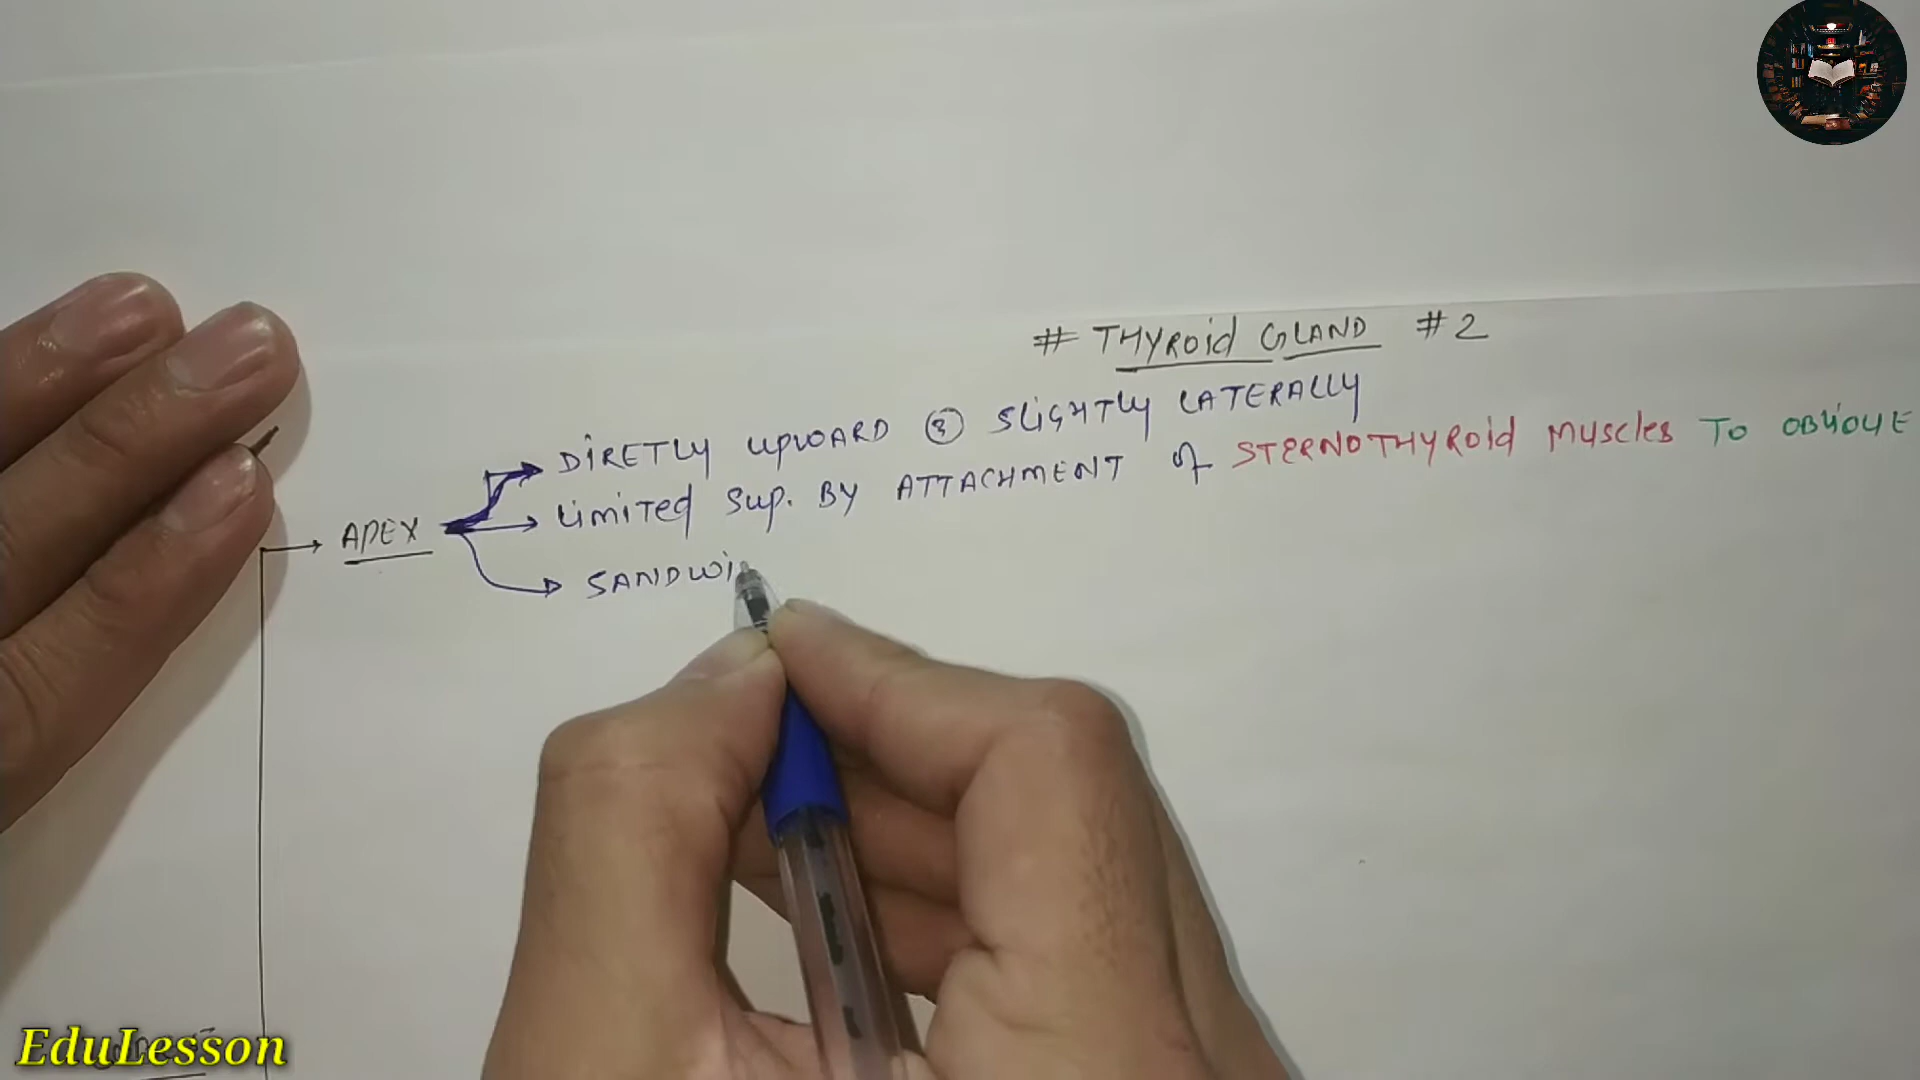 # THYROid GLAND #2
DiRETLY UPWARD & SLiGHTLY LATERALLY
LimiTEd Sup. BY ATTACHMENT of STERNOTHYROid Muscles To OBLiQUE
APEX
SANDWi
EduLesson